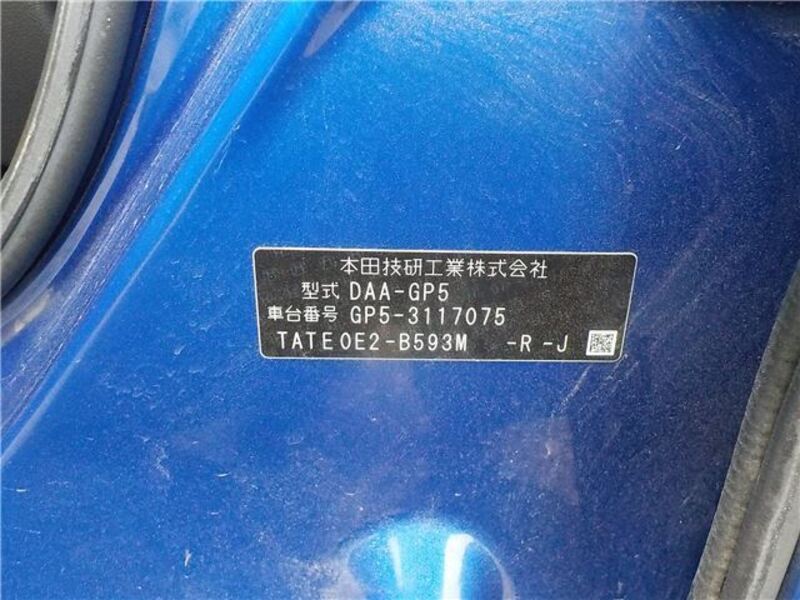 本田技研工業株式会社
型式 DAA-GP5
車台番号 GP5-3117075
TATE0E2-B593M -R -J